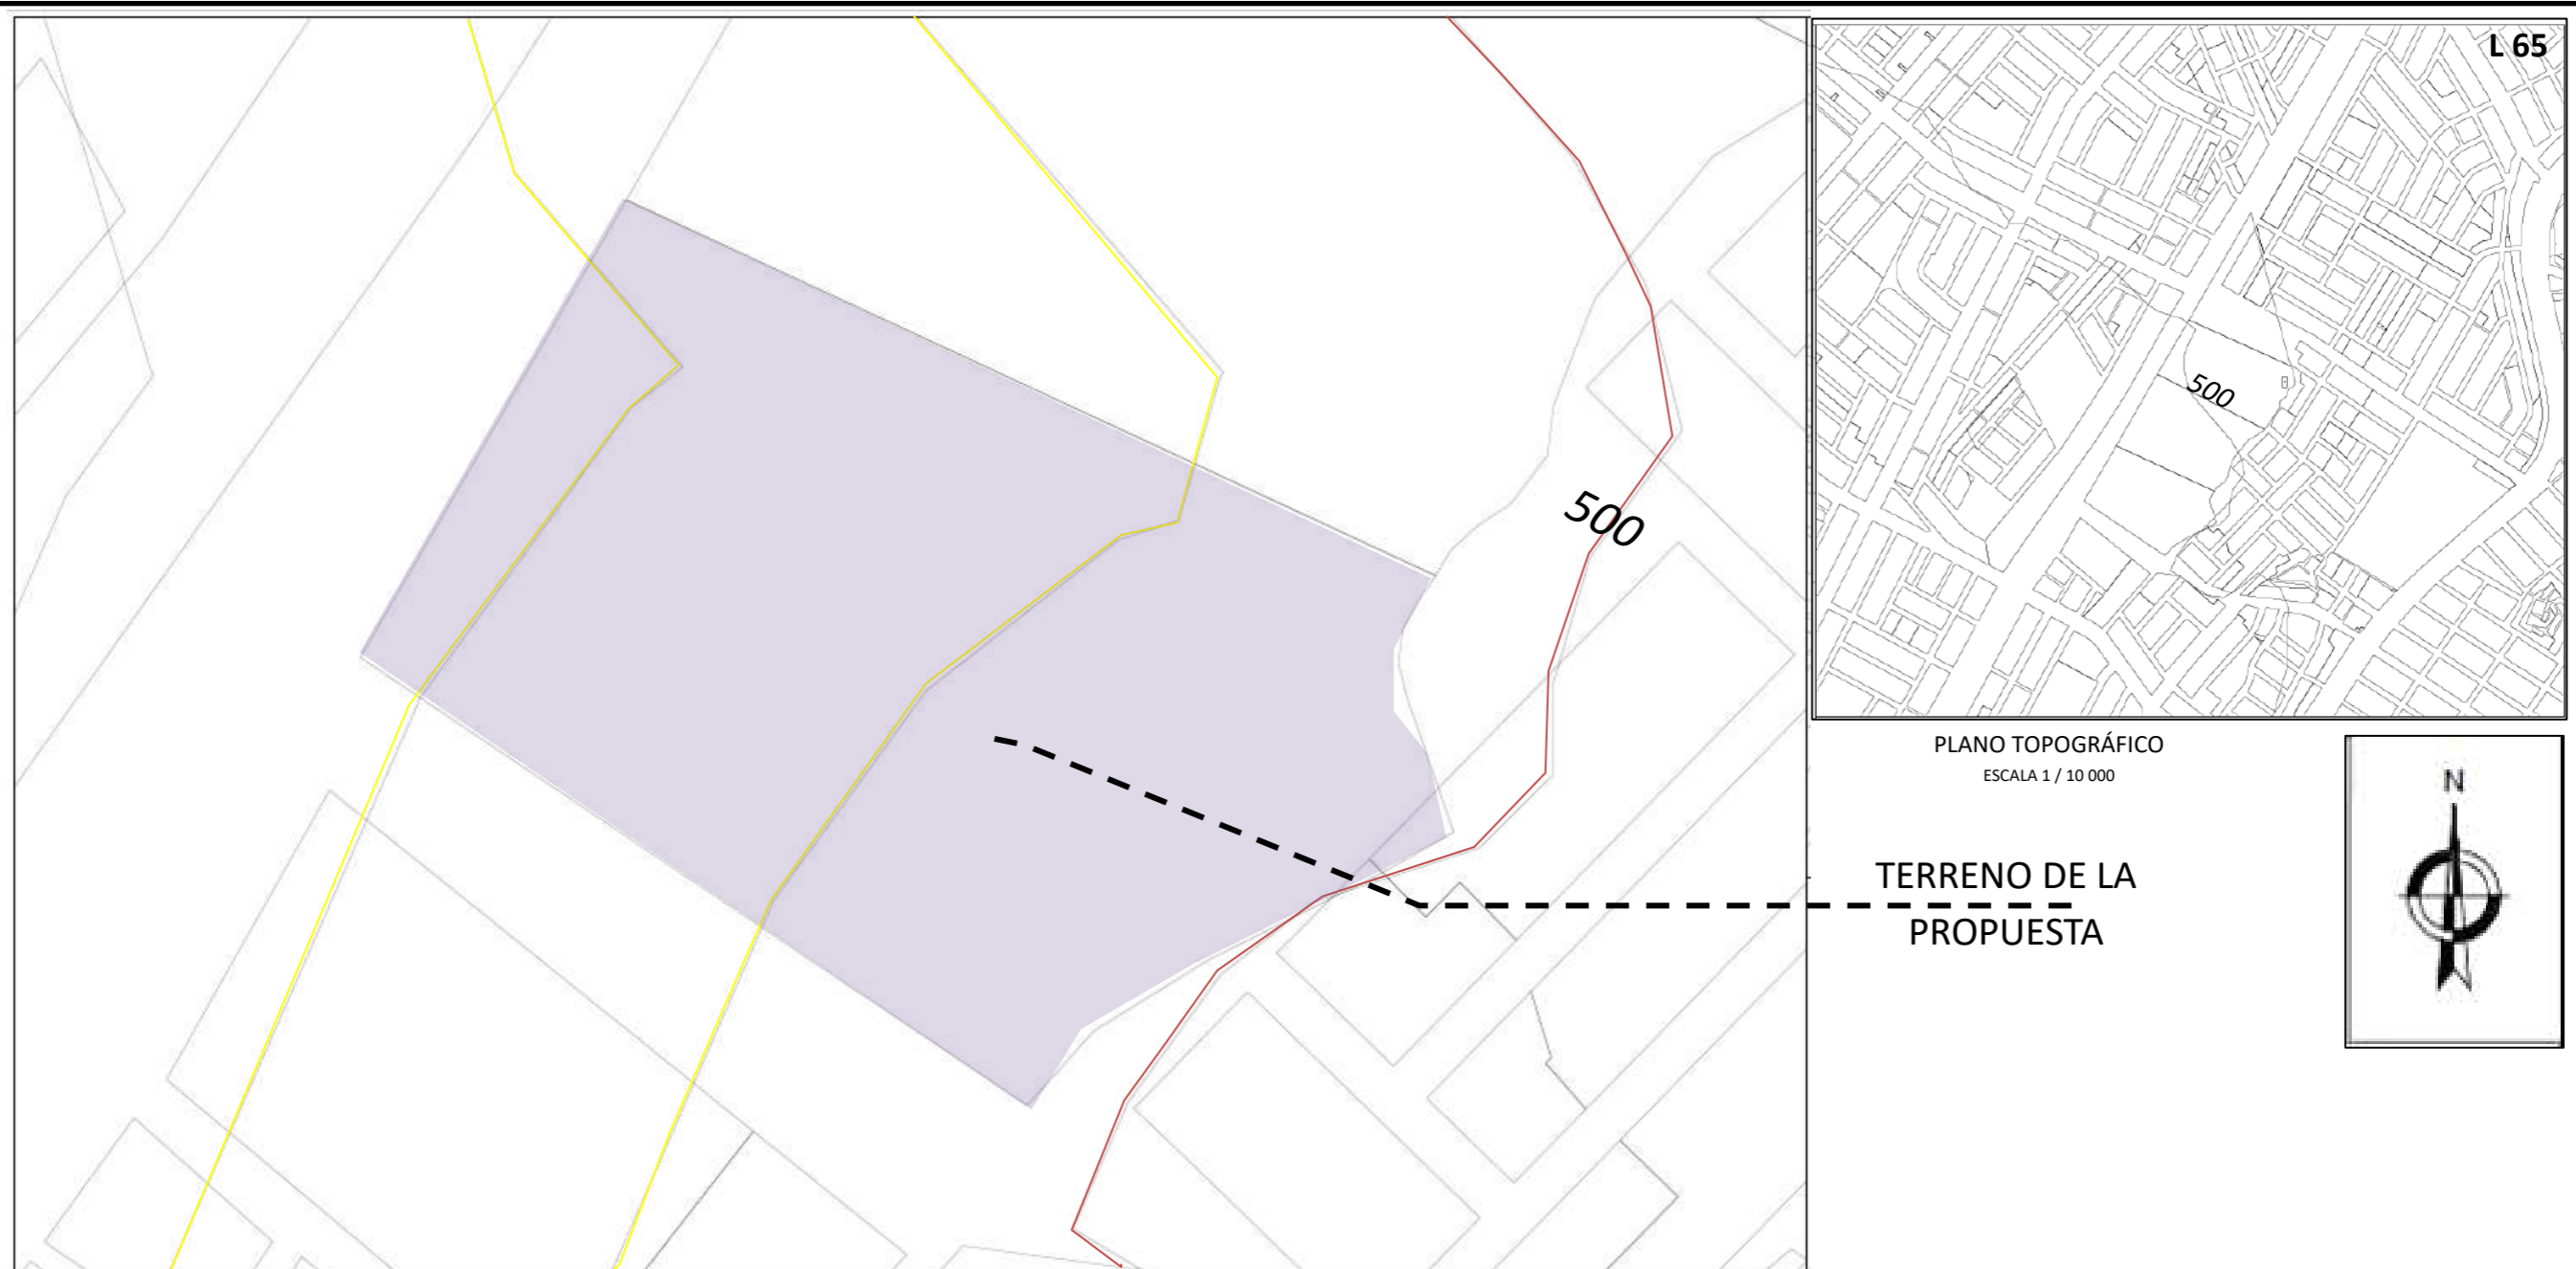 L 65
500
500
PLANO TOPOGRÁFICO
ESCALA 1 / 10 000
N
TERRENO DE LA
PROPUESTA